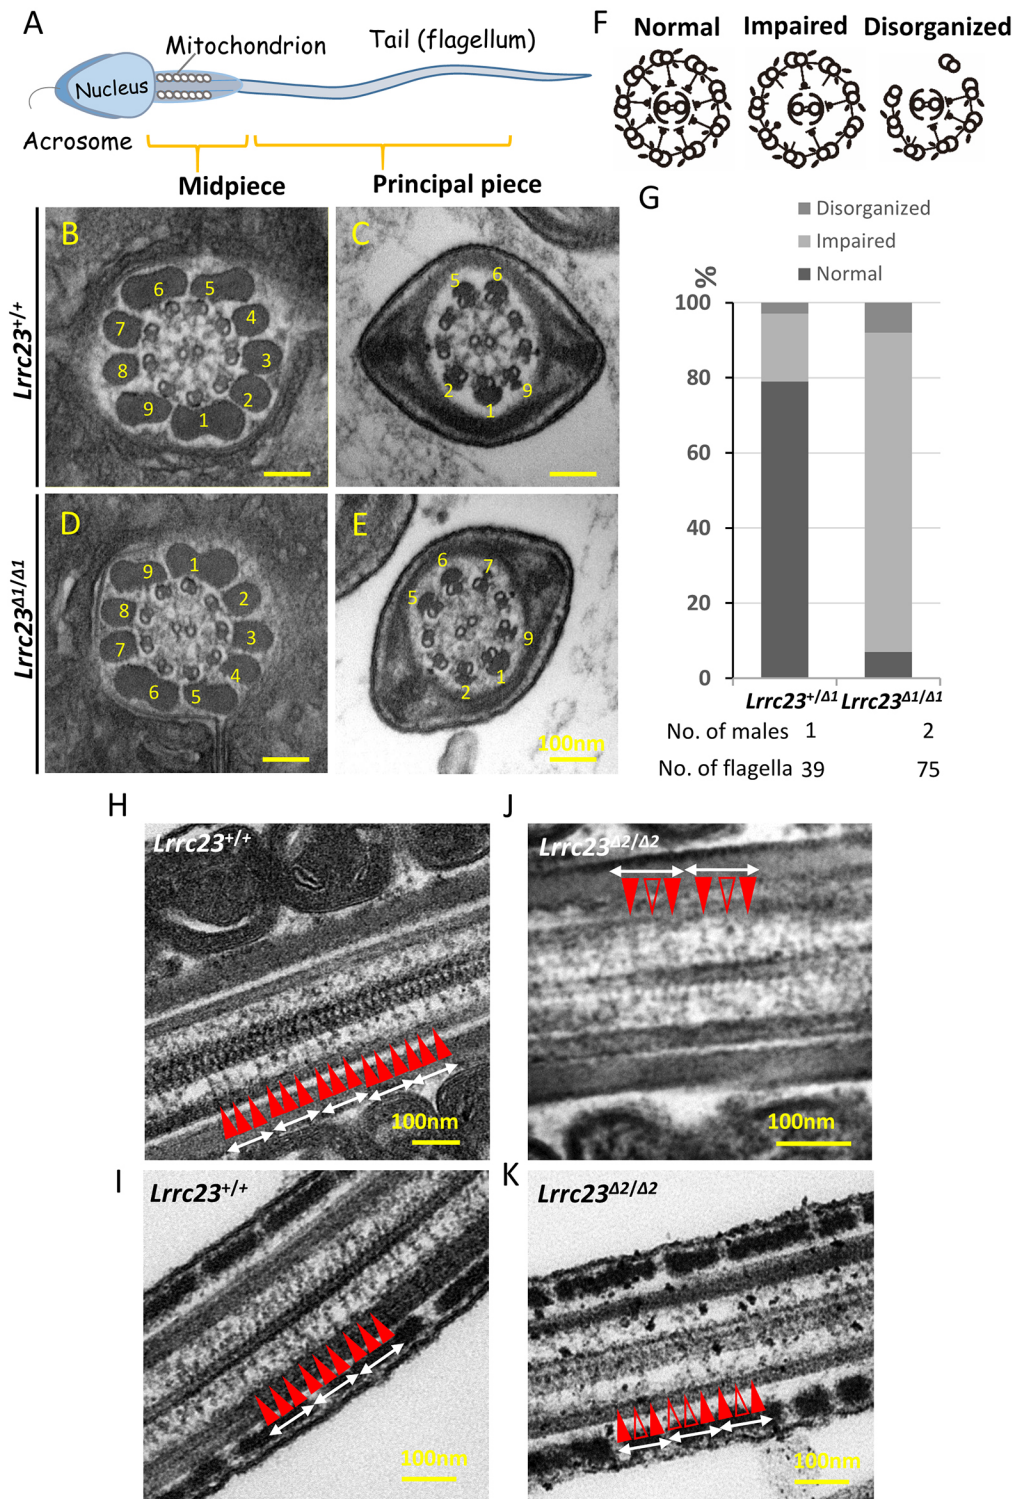 A
Mitochondrion
Tail (flagellum)
Nucleus
Acrosome
Midpiece
Principal piece
F
Normal Impaired Disorganized
Lrrc23+/+
B
6 5
7 4
8 3
9 1 2
C
5 6
2 1 9
Lrrc23Δ1/Δ1
D
9 1
8 2
7 3
6 5 4
E
6 7
5
9
2 1
100nm
G
Disorganized
Impaired
Normal
%
100
80
60
40
20
0
Lrrc23+/Δ1 Lrrc23Δ1/Δ1
No. of males 1 2
No. of flagella 39 75
H
Lrrc23+/+
100nm
J
Lrrc23Δ2/Δ2
100nm
I
Lrrc23+/+
100nm
K
Lrrc23Δ2/Δ2
100nm